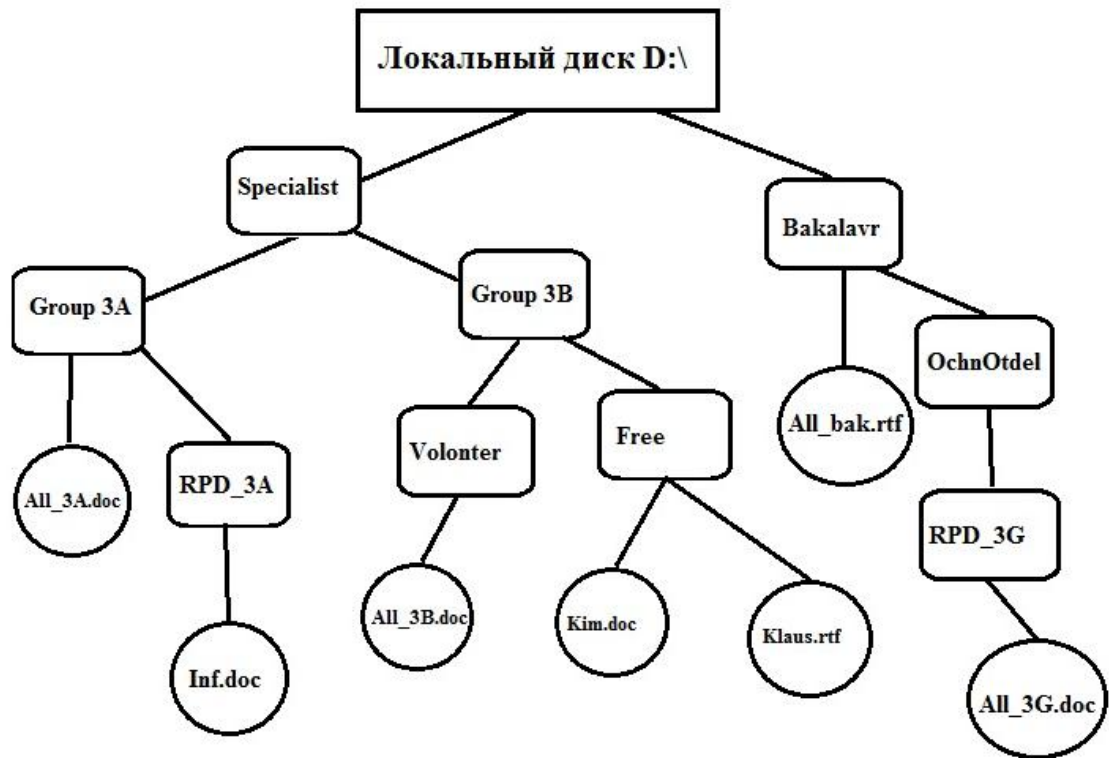 Локальный диск D:\
Specialist
Bakalavr
Group 3A
Group 3B
OchnOtdel
All_bak.rtf
Volonter
Free
All_3A.doc
RPD_3A
RPD_3G
All_3B.doc
Kim.doc
Klaus.rtf
Inf.doc
All_3G.doc